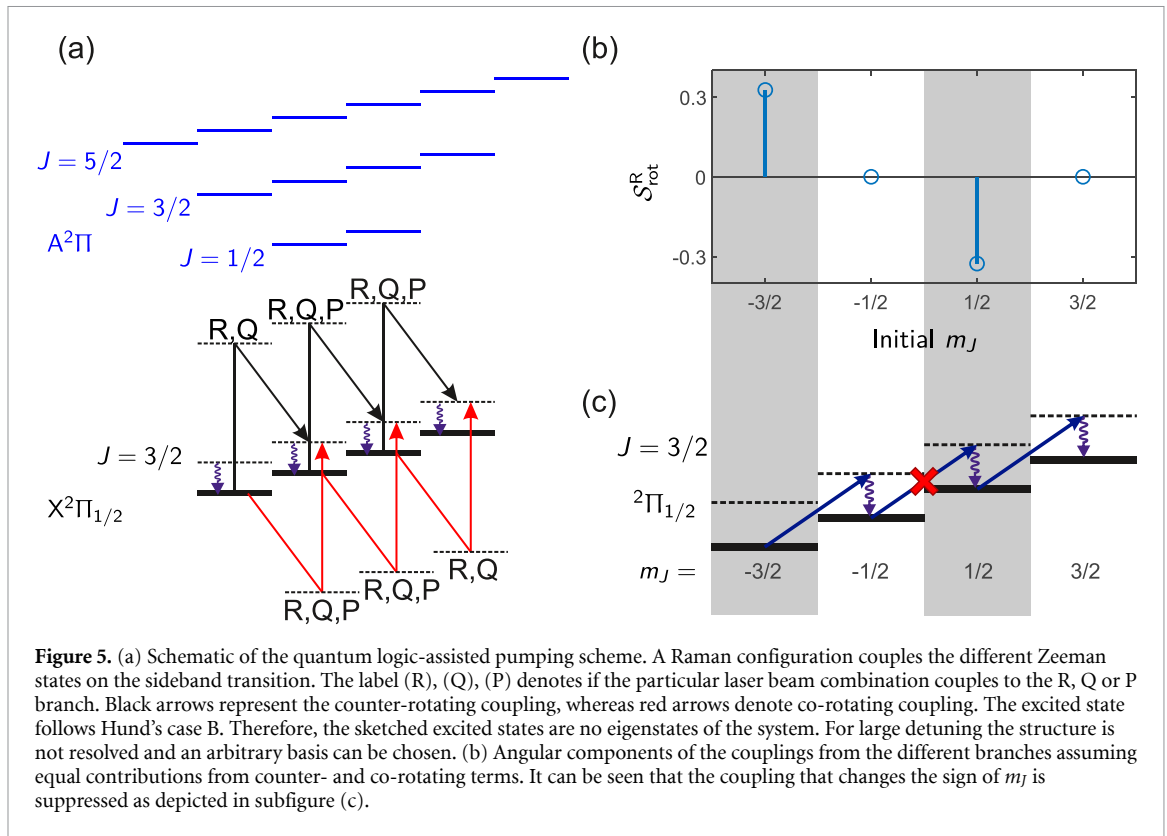 (a)
J = 5/2
J = 3/2
A²Π
J = 1/2
R,Q
R,Q,P
R,Q,P
J = 3/2
X²Π₁/₂
R,Q,P
R,Q,P
R,Q
(b)
0.3
0
-0.3
𝒮ᴿrot
-3/2 -1/2 1/2 3/2
Initial mJ
(c)
J = 3/2
²Π₁/₂
mJ = -3/2 -1/2 1/2 3/2
Figure 5. (a) Schematic of the quantum logic-assisted pumping scheme. A Raman configuration couples the different Zeeman
states on the sideband transition. The label (R), (Q), (P) denotes if the particular laser beam combination couples to the R, Q or P
branch. Black arrows represent the counter-rotating coupling, whereas red arrows denote co-rotating coupling. The excited state
follows Hund's case B. Therefore, the sketched excited states are no eigenstates of the system. For large detuning the structure is
not resolved and an arbitrary basis can be chosen. (b) Angular components of the couplings from the different branches assuming
equal contributions from counter- and co-rotating terms. It can be seen that the coupling that changes the sign of mJ is
suppressed as depicted in subfigure (c).